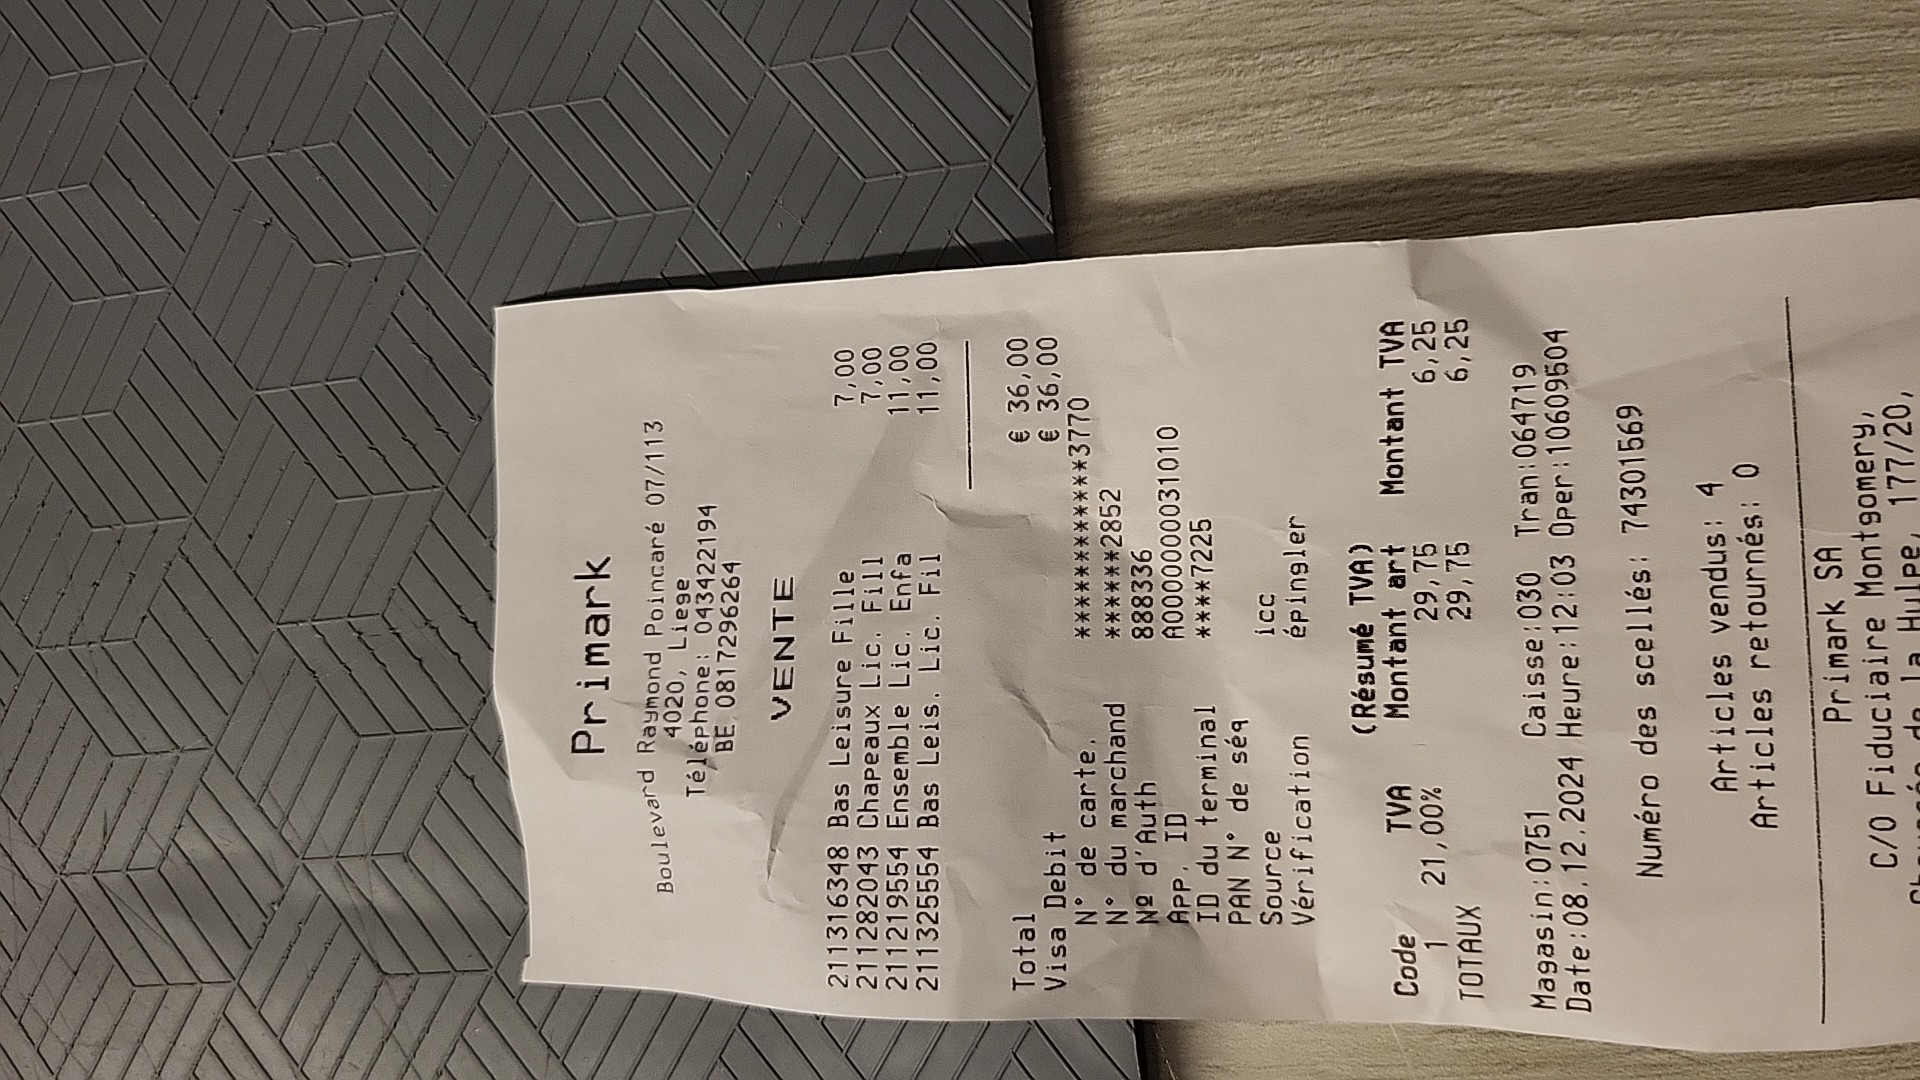 Primark
Boulevard Raymond Poincaré 07/113
4020, Liege
Téléphone: 043422194
BE 0817296264
VENTE
211316348 Bas Leisure Fille 7,00
211282043 Chapeaux Lic. Fill 7,00
211219554 Ensemble Lic. Enfa 11,00
211325554 Bas Leis. Lic. Fil 11,00
Total € 36,00
Visa Debit € 36,00
N° de carte. ************3770
N° du marchand ******2852
Nº d'Auth 888336
App. ID A0000000031010
ID du terminal ****7225
PAN N° de séq
Source icc
Vérification épingler
(Résumé TVA)
Code TVA Montant art Montant TVA
1 21,00% 29,75 6,25
TOTAUX 29,75 6,25
Magasin:0751 Caisse:030 Tran:064719
Date:08.12.2024 Heure:12:03 Oper:10609504
Numéro des scellés: 74301569
Articles vendus: 4
Articles retournés: 0
Primark SA
C/O Fiduciaire Montgomery,
de la Hulpe, 177/20,